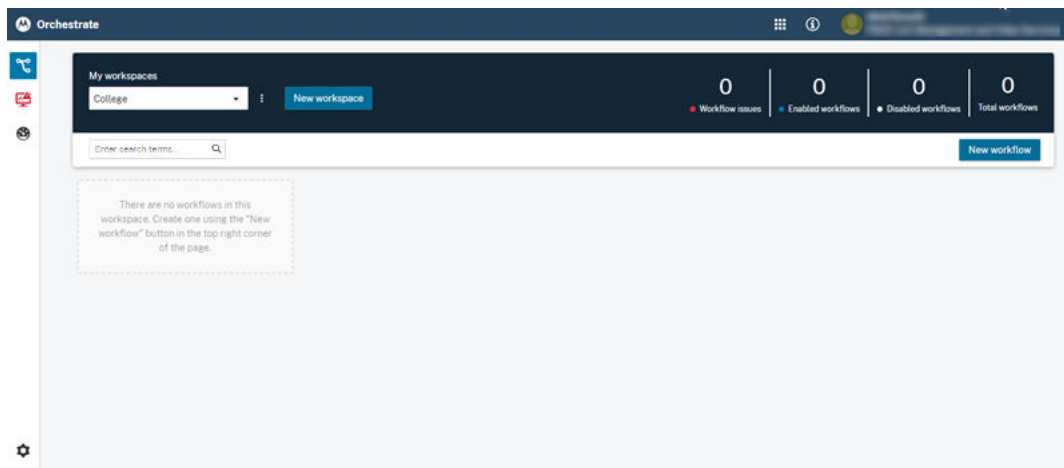 Orchestrate
My workspaces
College
New workspace
0
Workflow issues
0
Enabled workflows
0
Disabled workflows
0
Total workflows
Enter search terms...
New workflow
There are no workflows in this
workspace. Create one using the "New
workflow" button in the top right corner
of the page.